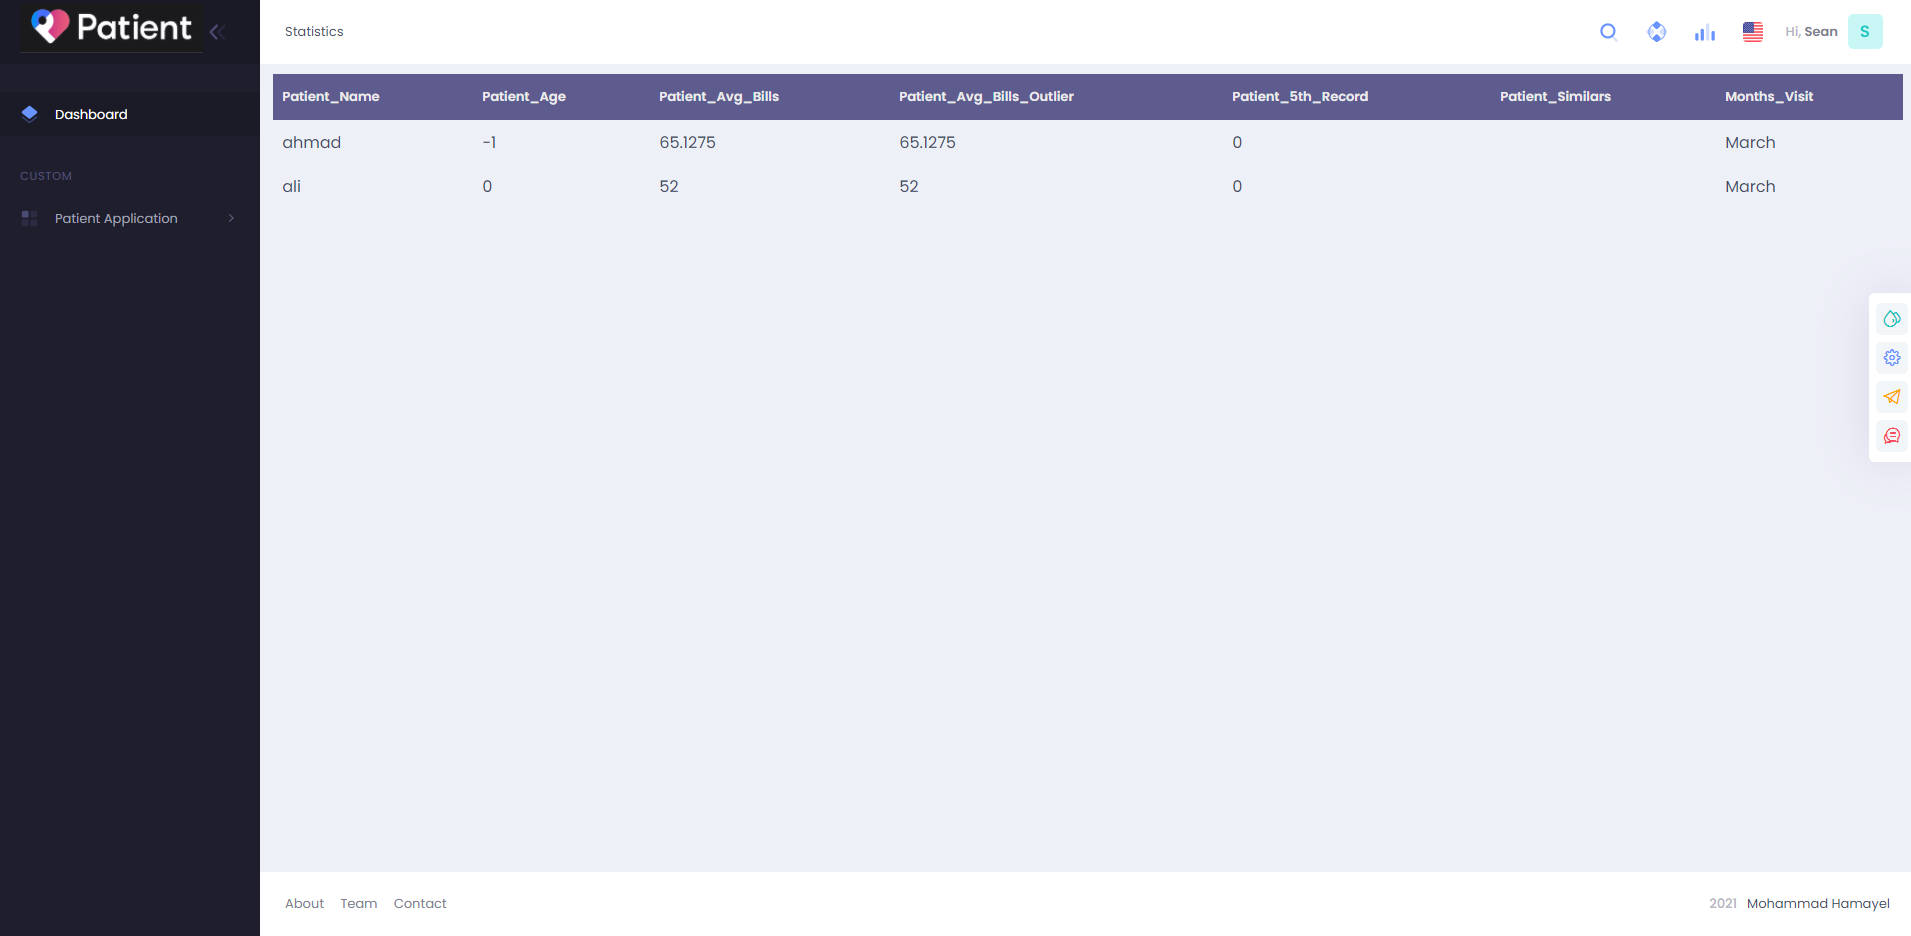 Patient
Statistics
Hi, Sean
S
Dashboard
CUSTOM
Patient Application
Patient_Name Patient_Age Patient_Avg_Bills Patient_Avg_Bills_Outlier Patient_5th_Record Patient_Similars Months_Visit
ahmad -1 65.1275 65.1275 0 March
ali 0 52 52 0 March
About Team Contact
2021 Mohammad Hamayel